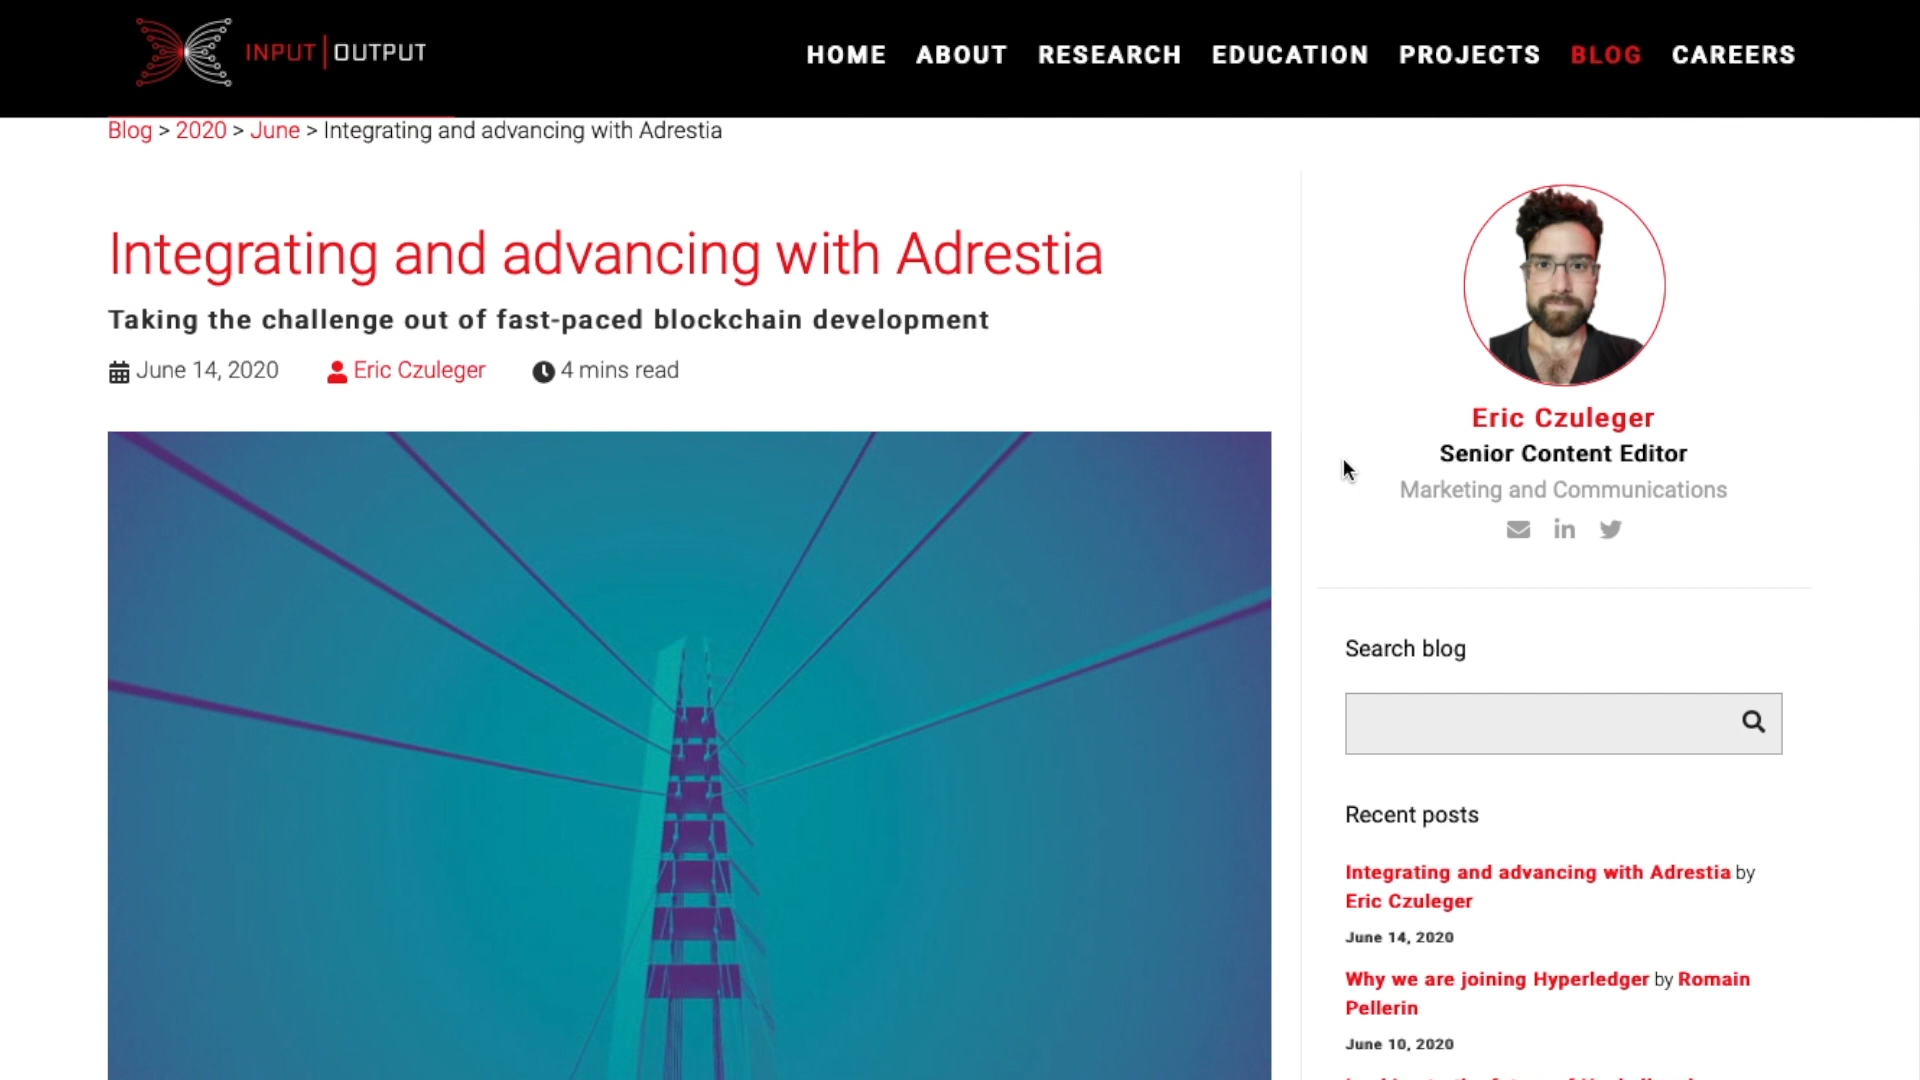 INPUT | OUTPUT
HOME ABOUT RESEARCH EDUCATION PROJECTS BLOG CAREERS
Blog > 2020 > June > Integrating and advancing with Adrestia
Integrating and advancing with Adrestia
Taking the challenge out of fast-paced blockchain development
June 14, 2020 Eric Czuleger 4 mins read
Eric Czuleger
Senior Content Editor
Marketing and Communications
Search blog
Recent posts
Integrating and advancing with Adrestia by
Eric Czuleger
June 14, 2020
Why we are joining Hyperledger by Romain
Pellerin
June 10, 2020